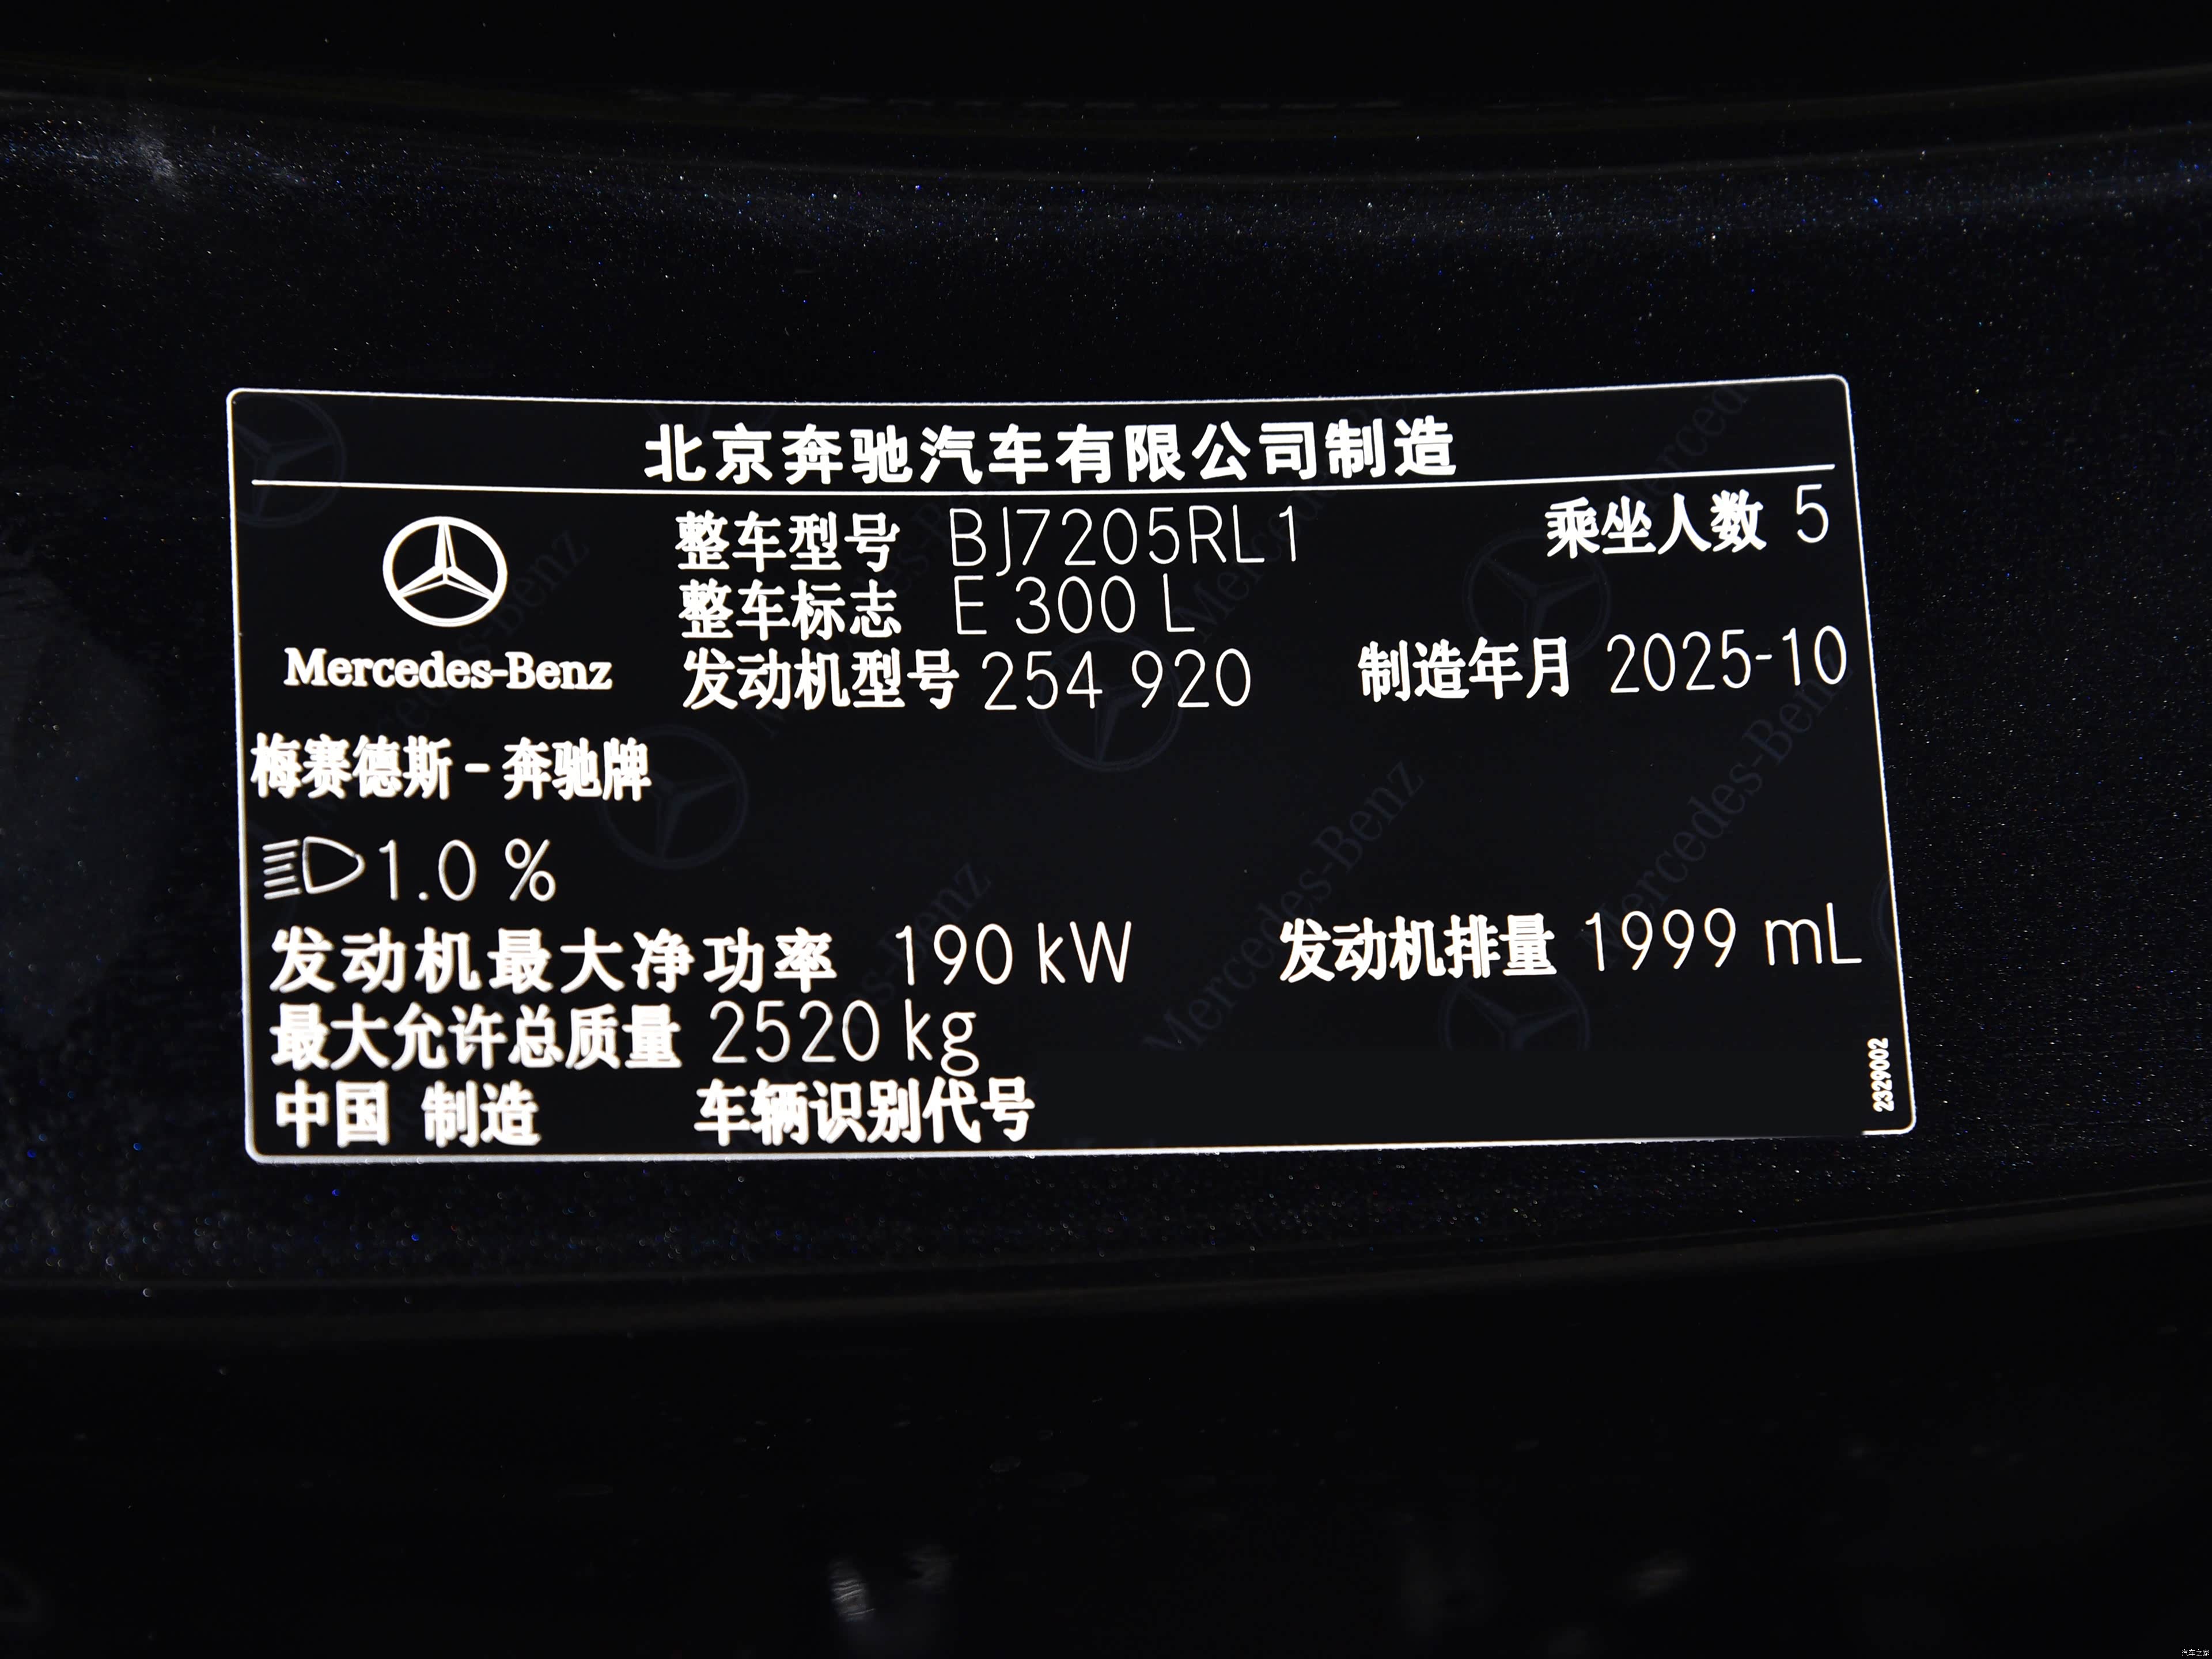 北京奔驰汽车有限公司制造
整车型号 BJ7205RL1 乘坐人数 5
整车标志 E 300 L
Mercedes-Benz 发动机型号 254 920 制造年月 2025-10
梅赛德斯-奔驰牌
1.0 %
发动机最大净功率 190 kW 发动机排量 1999 mL
最大允许总质量 2520 kg
中国 制造 车辆识别代号
2329002
汽车之家